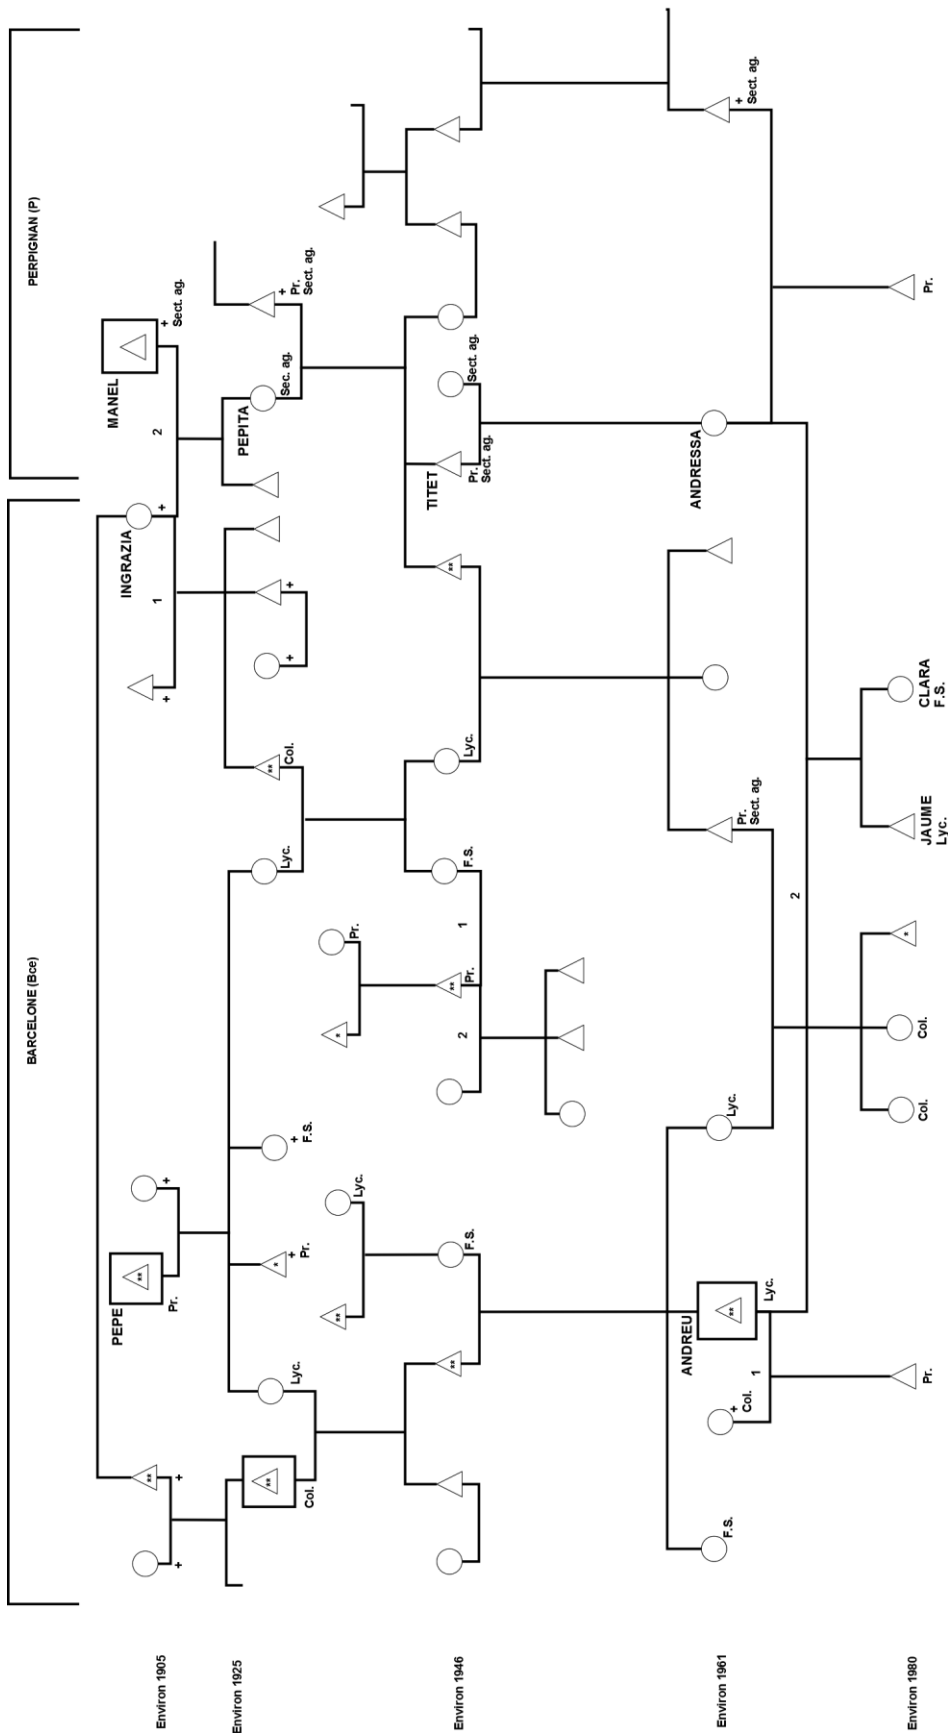 BARCELONE (Bce)
PERPIGNAN (P)
PEPE
INGRAZIA
MANEL
Environ 1905
**
**
1
2
+
+
Pr.
+
+
+
+
Sect. ag.
Environ 1925
PEPITA
**
*
**
Col.
Lyc.
+
Pr.
+
F.S.
Lyc.
Col.
+
+
Sec. ag.
+
Pr.
Sect. ag.
**
Lyc.
*
Pr.
Environ 1946
TITET
**
**
**
F.S.
2
Pr.
1
F.S.
Lyc.
Pr.
Sect. ag.
Sect. ag.
Environ 1961
ANDREU
ANDRESSA
**
F.S.
+
Col.
Lyc.
Lyc.
Pr.
Sect. ag.
+
Sect. ag.
1
2
Environ 1980
*
Pr.
Col.
Col.
JAUME
Lyc.
CLARA
F.S.
Pr.